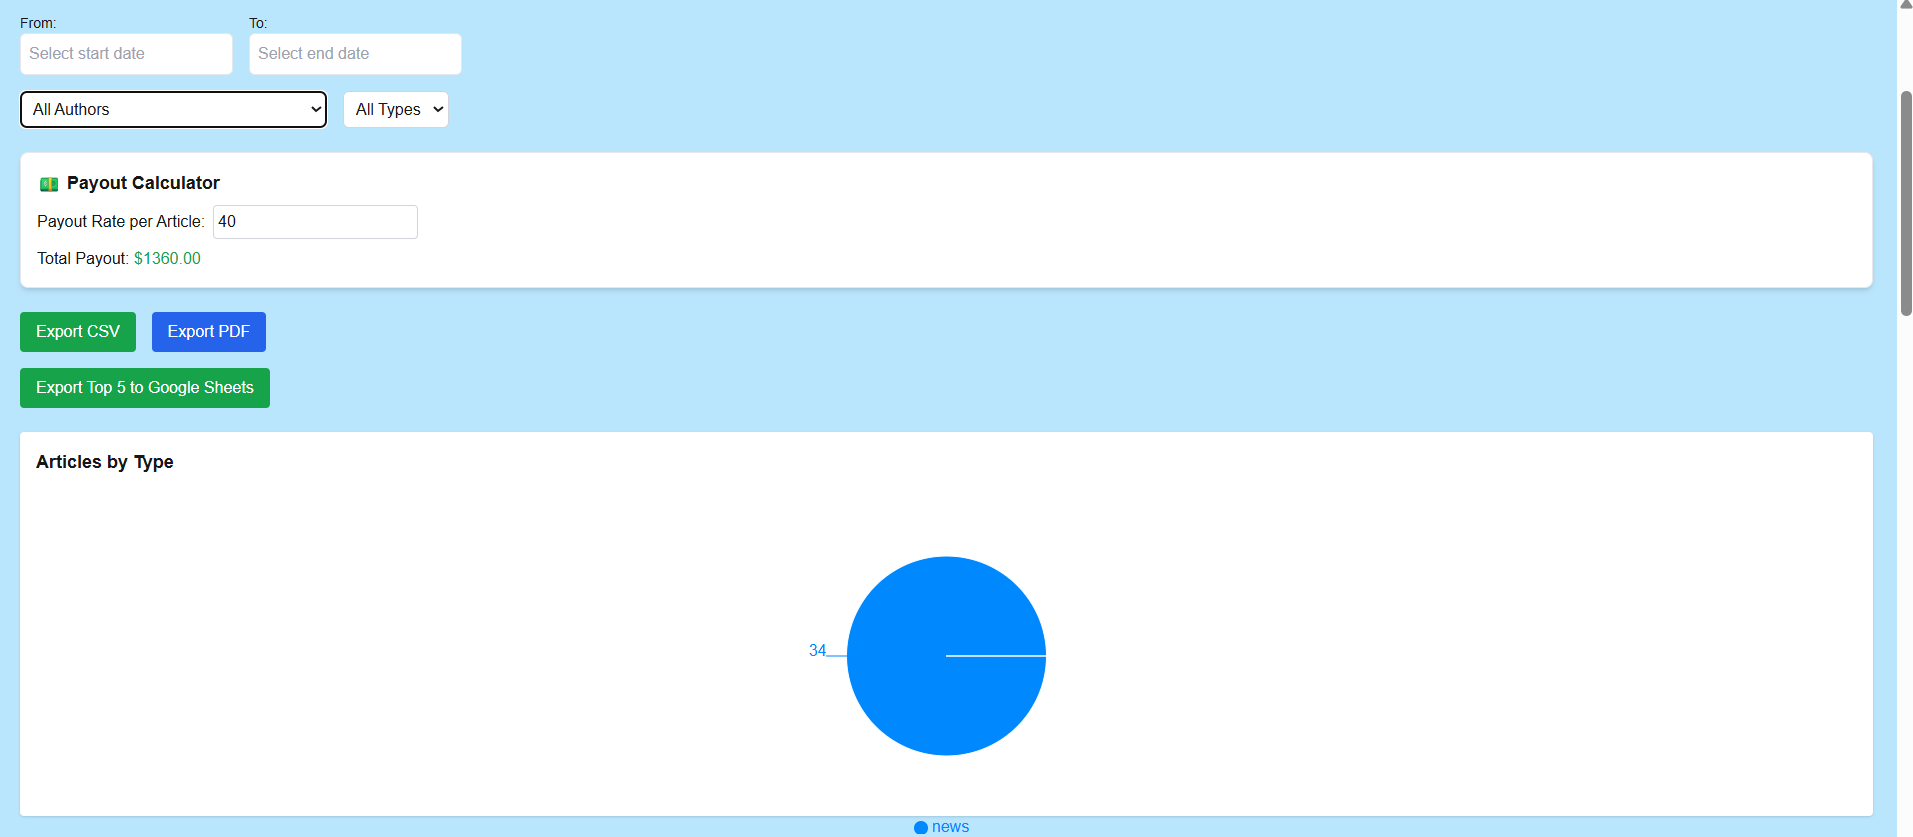 From: To:
Select start date Select end date
All Authors All Types
Payout Calculator
Payout Rate per Article: 40
Total Payout: $1360.00
Export CSV Export PDF
Export Top 5 to Google Sheets
Articles by Type
34
news